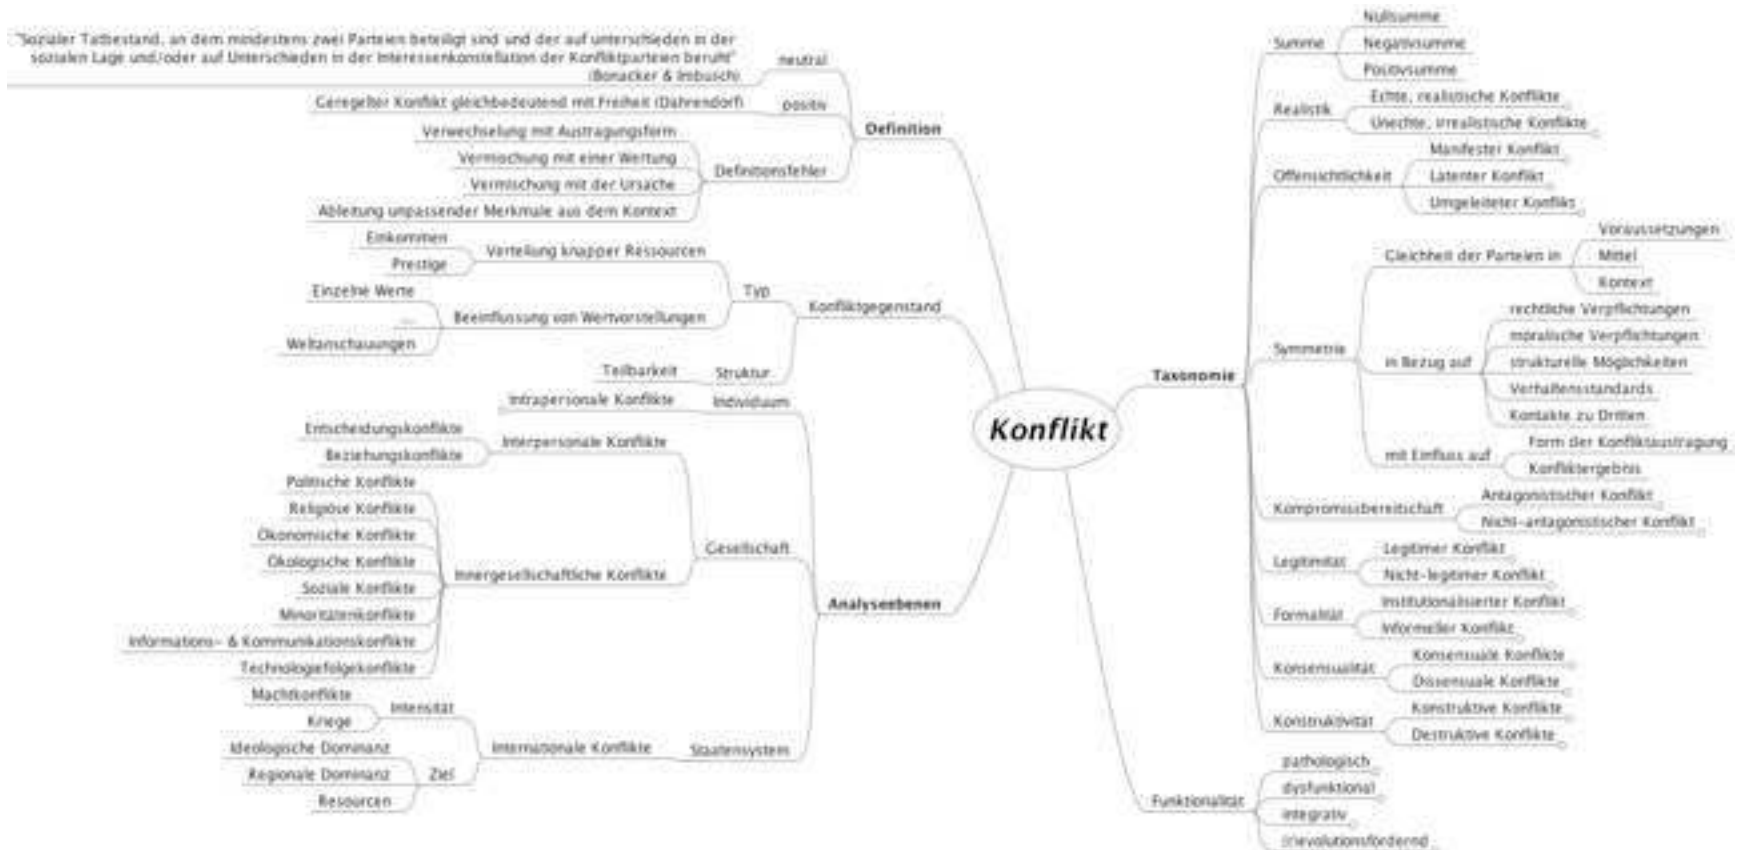 "Sozialer Tatbestand, an dem mindestens zwei Parteien beteiligt sind und der auf unterschieden in der
sozialen Lage und/oder auf Unterschieden in der Interessenkonstellation der Konfliktparteien beruht"
(Bonacker & Imbusch)
neutral
Geregelter Konflikt gleichbedeutend mit Freiheit (Dahrendorf)
positiv
Definition
Verwechselung mit Austragungsform
Vermischung mit einer Wertung
Vermischung mit der Ursache
Ableitung unpassender Merkmale aus dem Kontext
Definitionsfehler
Einkommen
Prestige
Verteilung knapper Ressourcen
Einzelne Werte
Weltanschauungen
Beeinflussung von Wertvorstellungen
Typ
Konfliktgegenstand
Teilbarkeit
Struktur
Intrapersonale Konflikte
Individuum
Entscheidungskonflikte
Beziehungskonflikte
Interpersonale Konflikte
Politische Konflikte
Religiöse Konflikte
Ökonomische Konflikte
Ökologische Konflikte
Soziale Konflikte
Minoritätenkonflikte
Informations- & Kommunikationskonflikte
Technologiefolgekonflikte
Innergesellschaftliche Konflikte
Gesellschaft
Analyseebenen
Machtkonflikte
Kriege
Intensität
Ideologische Dominanz
Regionale Dominanz
Resourcen
Ziel
Internationale Konflikte
Staatensystem
Konflikt
Taxonomie
Summe
Nullsumme
Negativsumme
Positivsumme
Realistik
Echte, realistische Konflikte
Unechte, irrealistische Konflikte
Offensichtlichkeit
Manifester Konflikt
Latenter Konflikt
Umgeleiteter Konflikt
Symmetrie
Gleichheit der Parteien in
Voraussetzungen
Mittel
Kontext
in Bezug auf
rechtliche Verpflichtungen
moralische Verpflichtungen
strukturelle Möglichkeiten
Verhaltensstandards
Kontakte zu Dritten
mit Einfluss auf
Form der Konfliktaustragung
Konfliktergebnis
Kompromissbereitschaft
Antagonistischer Konflikt
Nicht-antagonistischer Konflikt
Legitimität
Legitimer Konflikt
Nicht-legitimer Konflikt
Formalität
Institutionalisierter Konflikt
Informeller Konflikt
Konsensualität
Konsensuale Konflikte
Dissensuale Konflikte
Konstruktivität
Konstruktive Konflikte
Destruktive Konflikte
Funktionalität
pathologisch
dysfunktional
integrativ